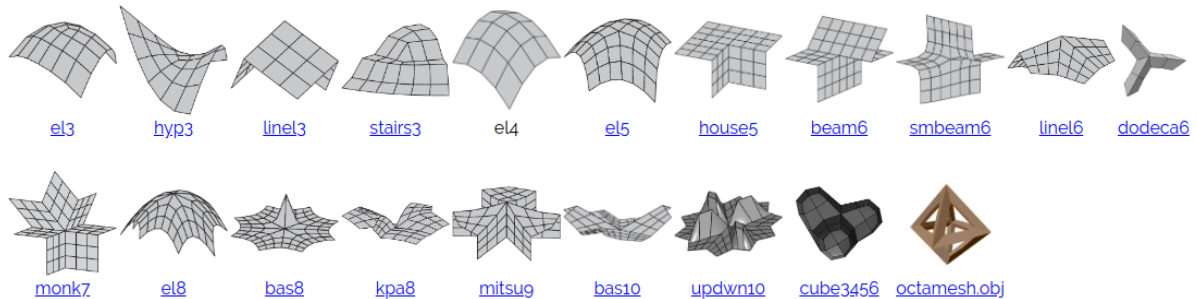 el3 hyp3 linel3 stairs3 el4 el5 house5 beam6 smbeam6 linel6 dodeca6
monk7 el8 bas8 kpa8 mitsu9 bas10 updwn10 cube3456 octamesh.obj